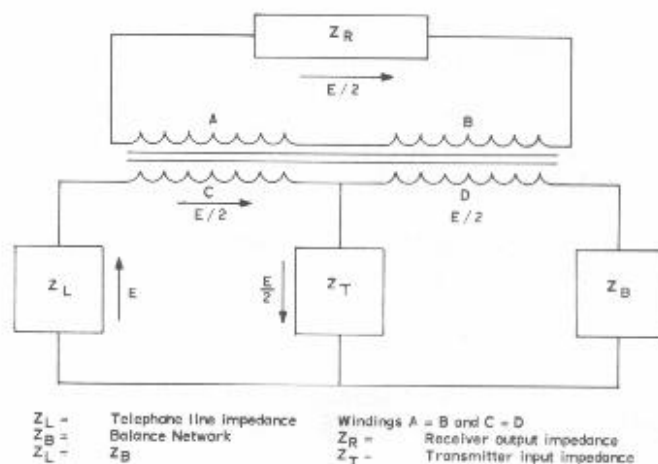 Z_R
E/2
A B
C D
E/2 E/2
Z_L E E/2 Z_T Z_B
Z_L = Telephone line impedance Windings A = B and C = D
Z_B = Balance Network Z_R = Receiver output impedance
Z_L = Z_B Z_T = Transmitter input impedance